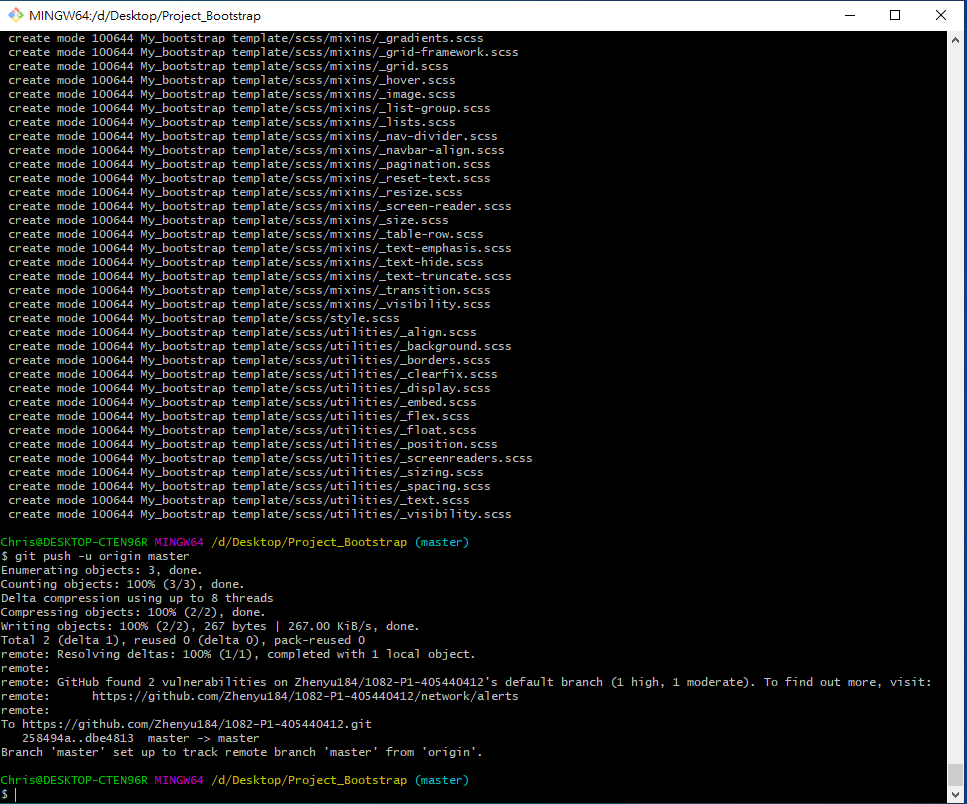 MINGW64:/d/Desktop/Project_Bootstrap
create mode 100644 My_bootstrap template/scss/mixins/_gradients.scss
create mode 100644 My_bootstrap template/scss/mixins/_grid-framework.scss
create mode 100644 My_bootstrap template/scss/mixins/_grid.scss
create mode 100644 My_bootstrap template/scss/mixins/_hover.scss
create mode 100644 My_bootstrap template/scss/mixins/_image.scss
create mode 100644 My_bootstrap template/scss/mixins/_list-group.scss
create mode 100644 My_bootstrap template/scss/mixins/_lists.scss
create mode 100644 My_bootstrap template/scss/mixins/_nav-divider.scss
create mode 100644 My_bootstrap template/scss/mixins/_navbar-align.scss
create mode 100644 My_bootstrap template/scss/mixins/_pagination.scss
create mode 100644 My_bootstrap template/scss/mixins/_reset-text.scss
create mode 100644 My_bootstrap template/scss/mixins/_resize.scss
create mode 100644 My_bootstrap template/scss/mixins/_screen-reader.scss
create mode 100644 My_bootstrap template/scss/mixins/_size.scss
create mode 100644 My_bootstrap template/scss/mixins/_table-row.scss
create mode 100644 My_bootstrap template/scss/mixins/_text-emphasis.scss
create mode 100644 My_bootstrap template/scss/mixins/_text-hide.scss
create mode 100644 My_bootstrap template/scss/mixins/_text-truncate.scss
create mode 100644 My_bootstrap template/scss/mixins/_transition.scss
create mode 100644 My_bootstrap template/scss/mixins/_visibility.scss
create mode 100644 My_bootstrap template/scss/style.scss
create mode 100644 My_bootstrap template/scss/utilities/_align.scss
create mode 100644 My_bootstrap template/scss/utilities/_background.scss
create mode 100644 My_bootstrap template/scss/utilities/_borders.scss
create mode 100644 My_bootstrap template/scss/utilities/_clearfix.scss
create mode 100644 My_bootstrap template/scss/utilities/_display.scss
create mode 100644 My_bootstrap template/scss/utilities/_embed.scss
create mode 100644 My_bootstrap template/scss/utilities/_flex.scss
create mode 100644 My_bootstrap template/scss/utilities/_float.scss
create mode 100644 My_bootstrap template/scss/utilities/_position.scss
create mode 100644 My_bootstrap template/scss/utilities/_screenreaders.scss
create mode 100644 My_bootstrap template/scss/utilities/_sizing.scss
create mode 100644 My_bootstrap template/scss/utilities/_spacing.scss
create mode 100644 My_bootstrap template/scss/utilities/_text.scss
create mode 100644 My_bootstrap template/scss/utilities/_visibility.scss
Chris@DESKTOP-CTEN96R MINGW64 /d/Desktop/Project_Bootstrap (master)
$ git push -u origin master
Enumerating objects: 3, done.
Counting objects: 100% (3/3), done.
Delta compression using up to 8 threads
Compressing objects: 100% (2/2), done.
Writing objects: 100% (2/2), 267 bytes | 267.00 KiB/s, done.
Total 2 (delta 1), reused 0 (delta 0), pack-reused 0
remote: Resolving deltas: 100% (1/1), completed with 1 local object.
remote:
remote: GitHub found 2 vulnerabilities on Zhenyu184/1082-P1-405440412's default branch (1 high, 1 moderate). To find out more, visit:
remote:      https://github.com/Zhenyu184/1082-P1-405440412/network/alerts
remote:
To https://github.com/Zhenyu184/1082-P1-405440412.git
   258494a..dbe4813  master -> master
Branch 'master' set up to track remote branch 'master' from 'origin'.
Chris@DESKTOP-CTEN96R MINGW64 /d/Desktop/Project_Bootstrap (master)
$